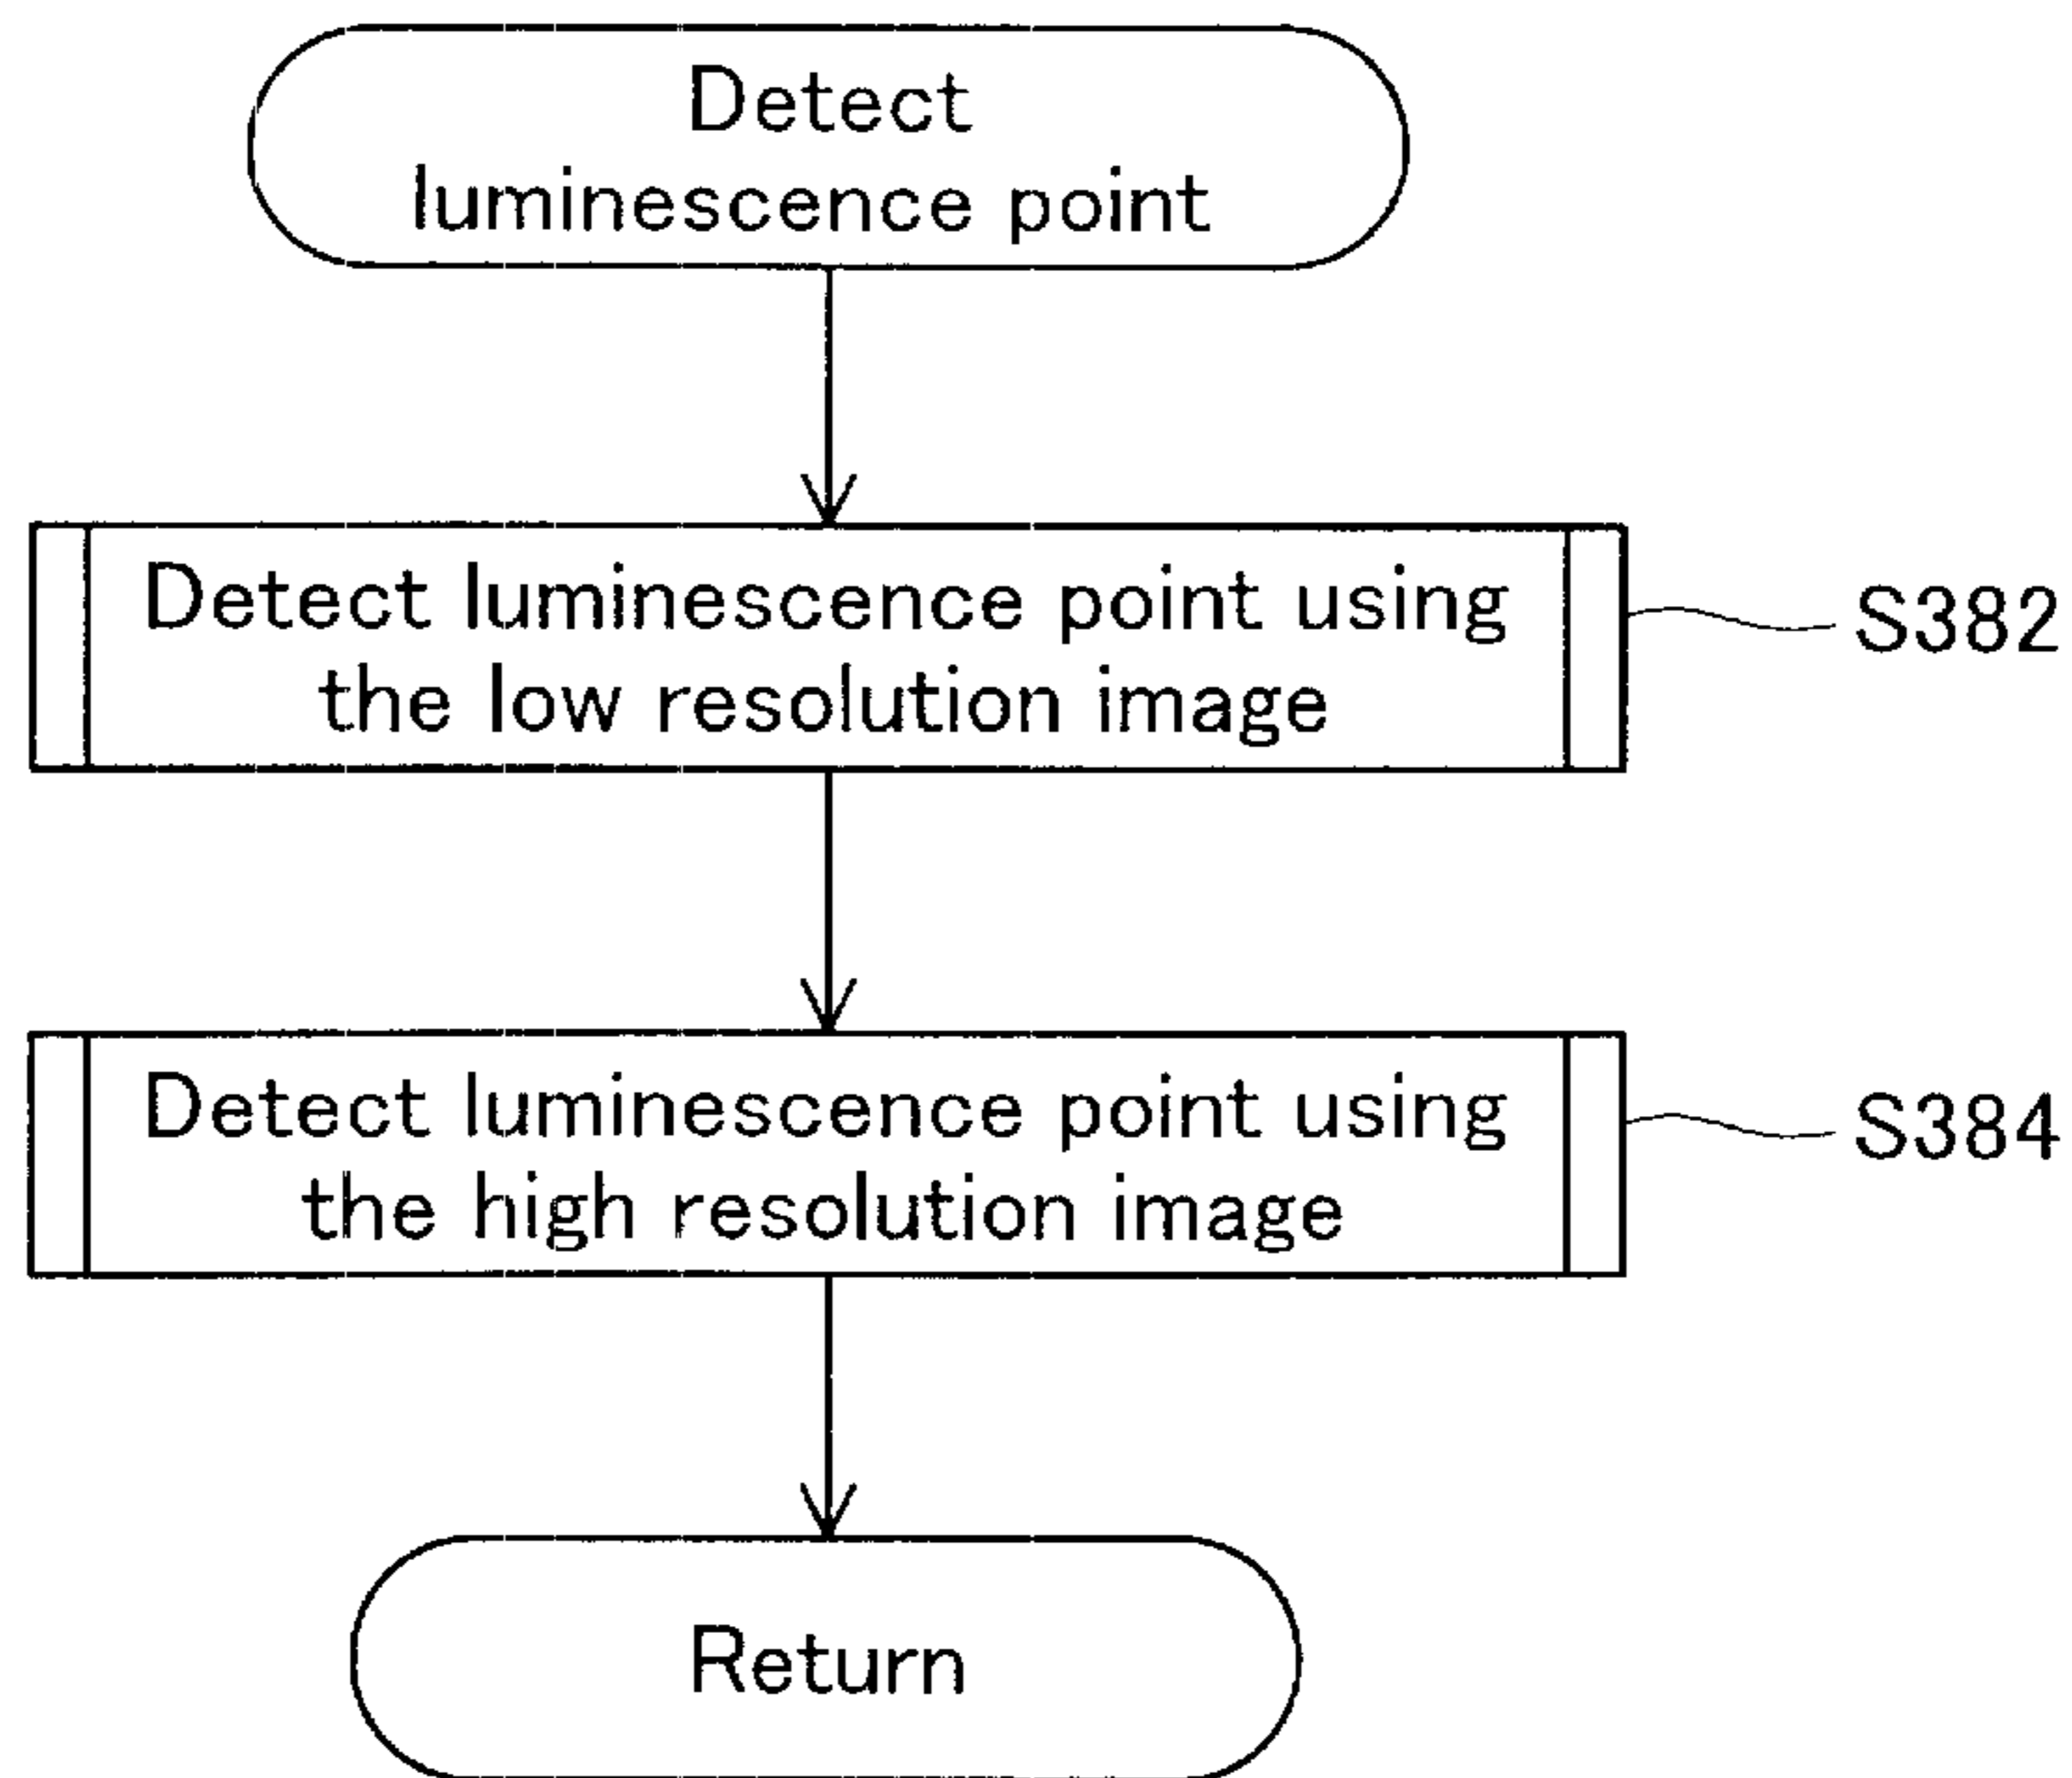 Detect
luminescence point
Detect luminescence point using
the low resolution image
S382
Detect luminescence point using
the high resolution image
S384
Return